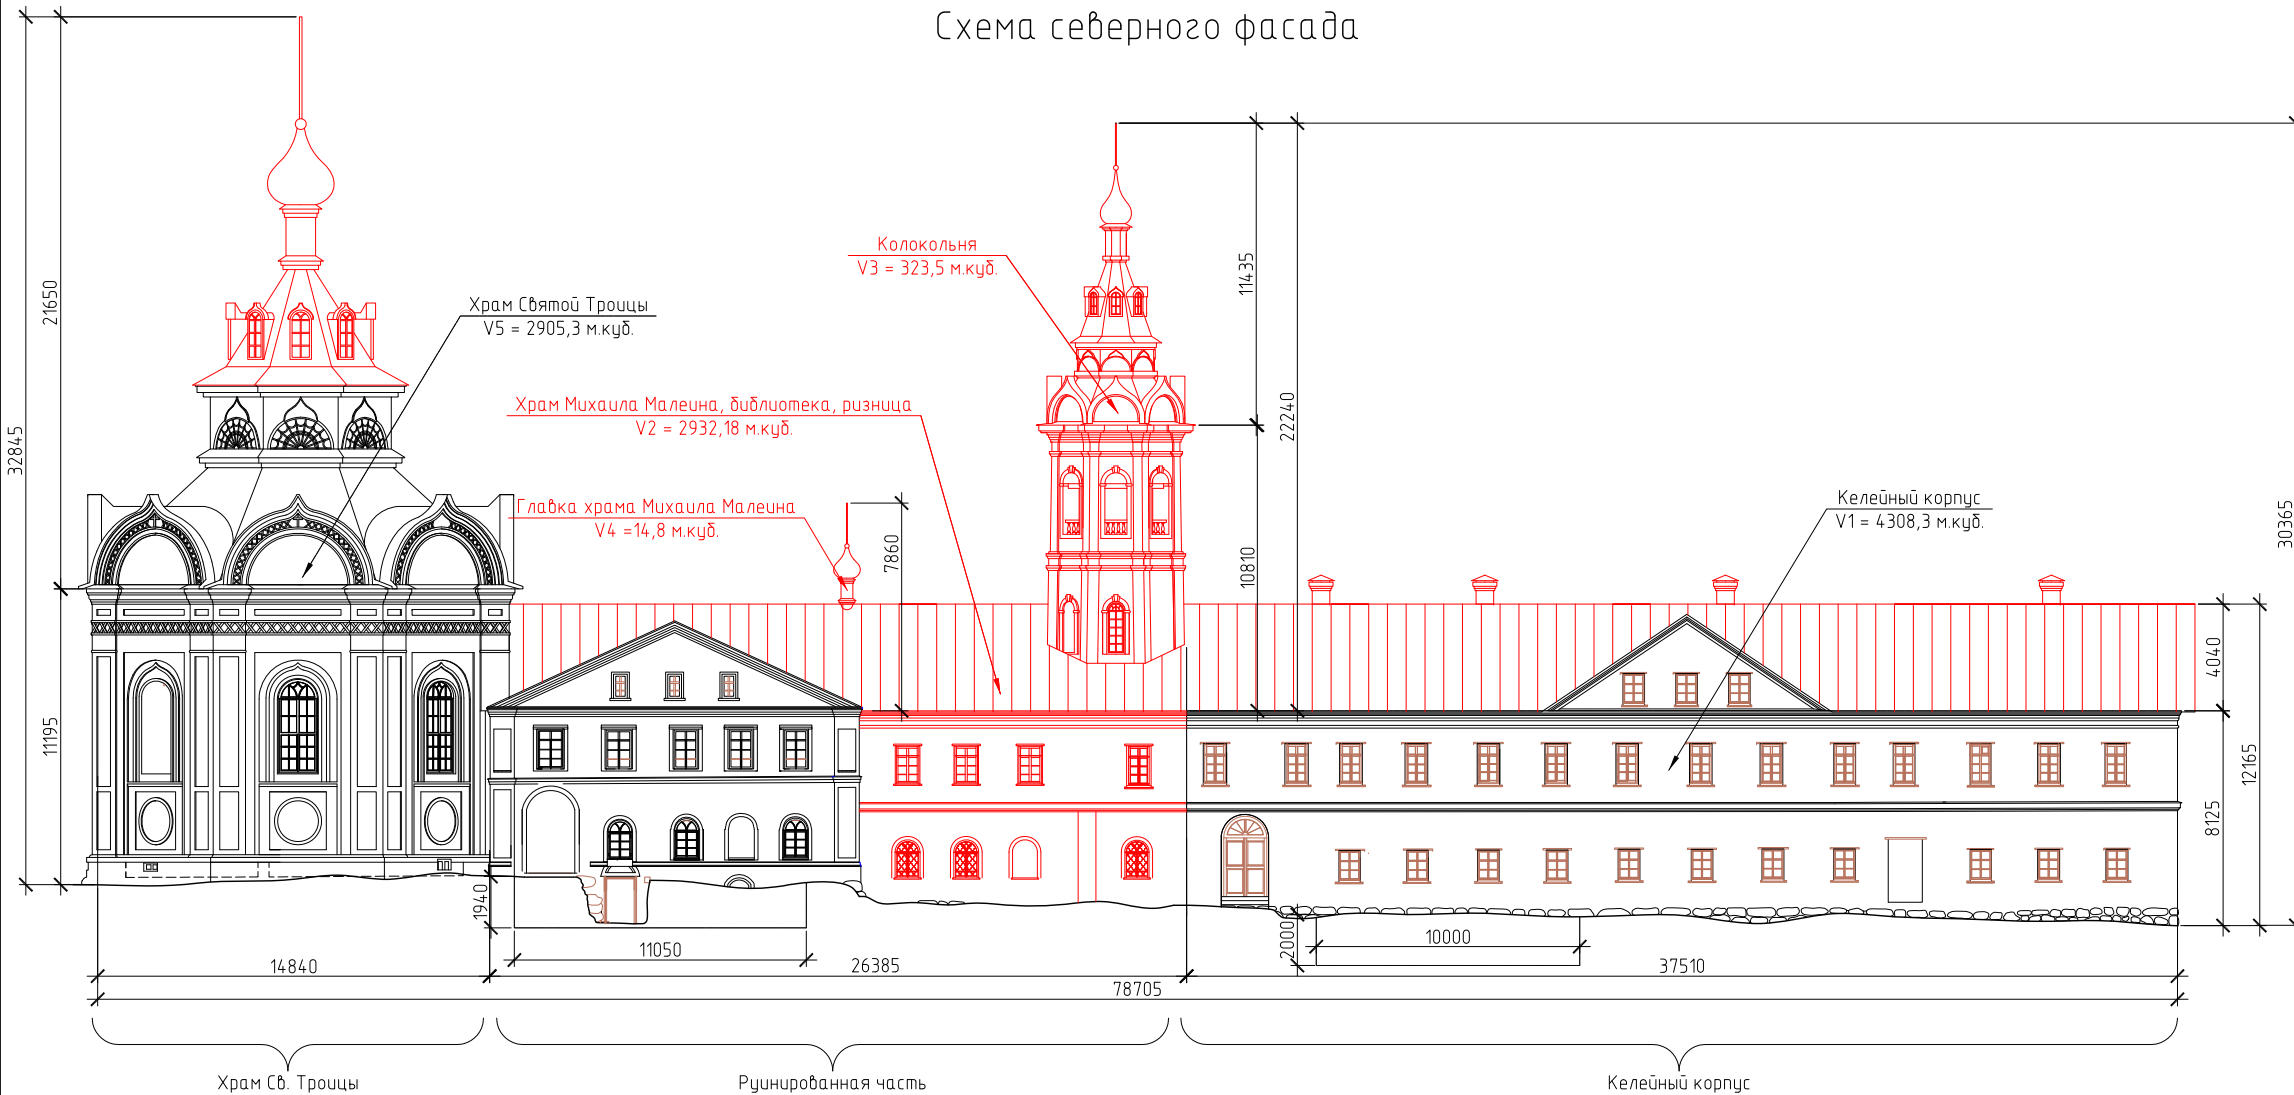 Схема северного фасада
Колокольня
V3 = 323,5 м.куб.
Храм Святой Троицы
V5 = 2905,3 м.куб.
Храм Михаила Малеина, библиотека, ризница
V2 = 2932,18 м.куб.
Главка храма Михаила Малеина
V4 =14,8 м.куб.
Келейный корпус
V1 = 4308,3 м.куб.
32845
21650
11195
11435
22240
10810
7860
30365
4040
12165
8125
1940
2000
11050
10000
14840
26385
37510
78705
Храм Св. Троицы
Руинированная часть
Келейный корпус